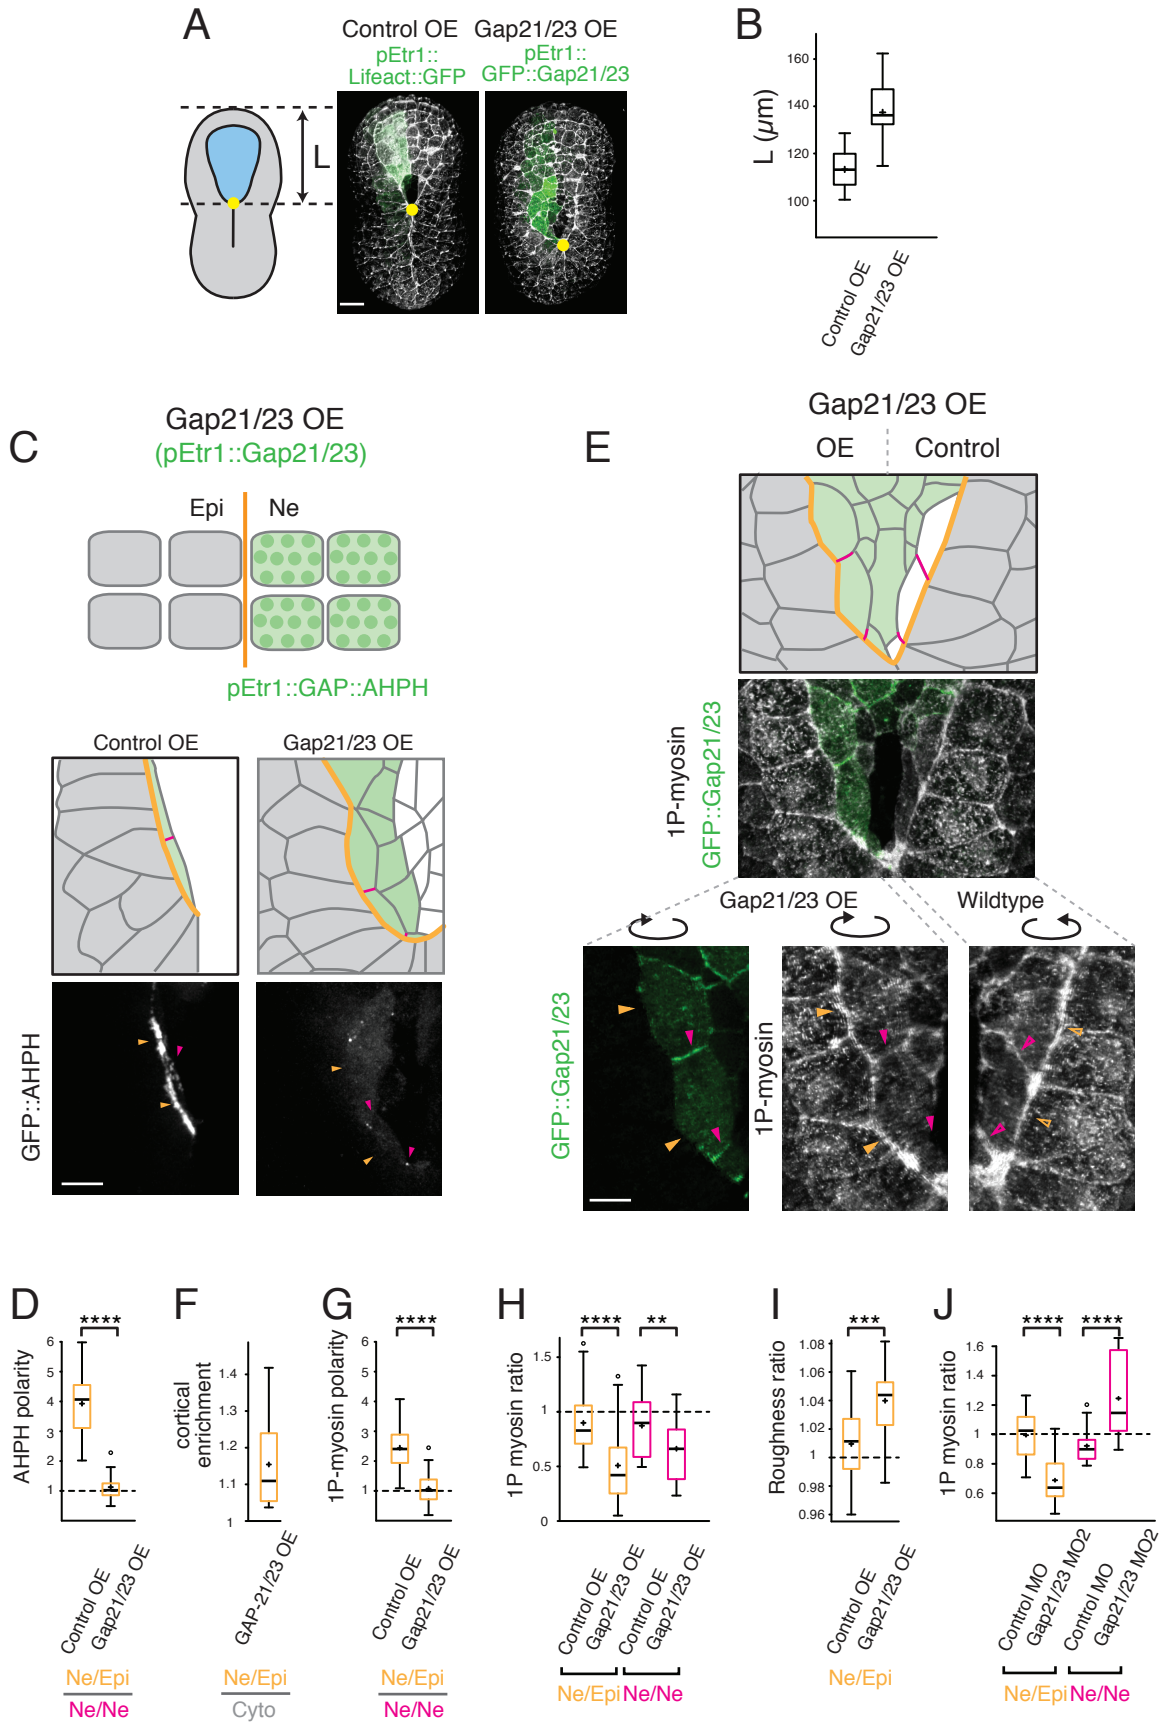 A
Control OE
Gap21/23 OE
pEtr1::
Lifeact::GFP
pEtr1::
GFP::Gap21/23
L
B
L (µm)
160
140
120
100
Control OE
Gap21/23 OE
C
Gap21/23 OE
(pEtr1::Gap21/23)
Epi
Ne
pEtr1::GAP::AHPH
Control OE
Gap21/23 OE
GFP::AHPH
E
Gap21/23 OE
OE
Control
1P-myosin
GFP::Gap21/23
Gap21/23 OE
Wildtype
GFP::Gap21/23
1P-myosin
D
****
AHPH polarity
6
5
4
3
2
1
Control OE
Gap21/23 OE
Ne/Epi
Ne/Ne
F
cortical
enrichment
1.4
1.3
1.2
1.1
1
GAP-21/23 OE
Ne/Epi
Cyto
G
****
1P-myosin polarity
6
5
4
3
2
1
Control OE
Gap21/23 OE
Ne/Epi
Ne/Ne
H
****
**
1P myosin ratio
1.5
1
0.5
0
Control OE
Gap21/23 OE
Control OE
Gap21/23 OE
Ne/Epi
Ne/Ne
I
***
Roughness ratio
1.08
1.06
1.04
1.02
1
0.98
0.96
Control OE
Gap21/23 OE
Ne/Epi
J
****
****
1P myosin ratio
1.6
1.4
1.2
1
0.8
0.6
Control MO
Gap21/23 MO2
Control MO
Gap21/23 MO2
Ne/Epi
Ne/Ne